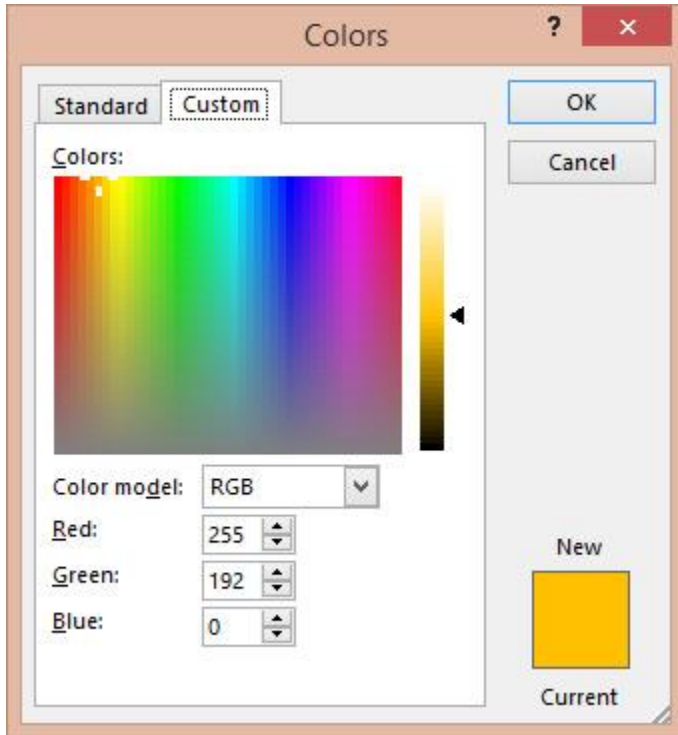 Colors
?
×
Standard
Custom
OK
Cancel
Colors:
Color model:
RGB
Red:
255
Green:
192
Blue:
0
New
Current